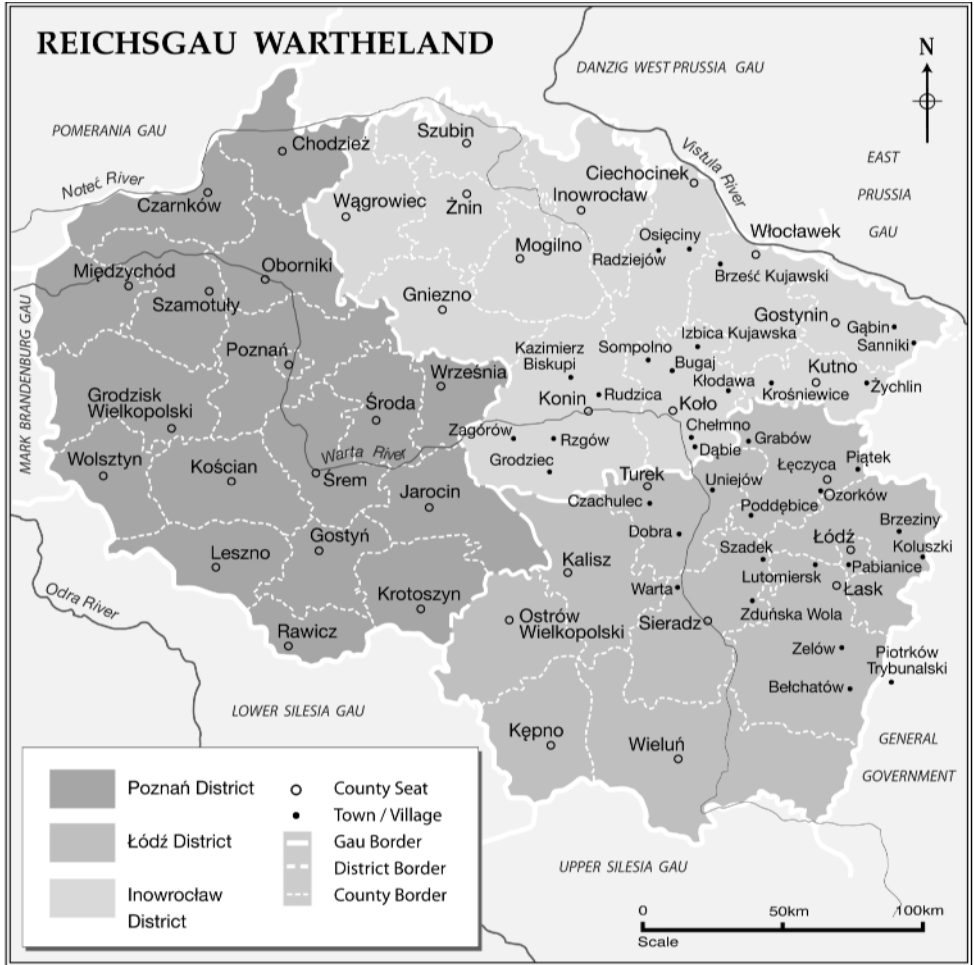 REICHSGAU WARTHELAND
N
DANZIG WEST PRUSSIA GAU
POMERANIA GAU
Szubin
Chodzież
Vistula River
EAST
PRUSSIA
GAU
Ciechocinek
Noteć River
Inowrocław
Czarnków
Wągrowiec
Żnin
Włocławek
Osięciny
Mogilno
Radziejów
Brześć Kujawski
Oborniki
Międzychód
Szamotuły
Gniezno
Gostynin
Gąbin
Izbica Kujawska
Sanniki
MARK BRANDENBURG GAU
Poznań
Kazimierz
Biskupi
Sompolno
Bugaj
Kutno
Września
Kłodawa
Krośniewice
Żychlin
Grodzisk
Wielkopolski
Środa
Konin
Rudzica
Koło
Zagórów
Rzgów
Chełmno
Grabów
Dąbie
Warta River
Wolsztyn
Kościan
Grodziec
Łęczyca
Piątek
Śrem
Turek
Uniejów
Jarocin
Czachulec
Ozorków
Poddębice
Brzeziny
Gostyń
Dobra
Łódź
Leszno
Szadek
Koluszki
Kalisz
Lutomiersk
Pabianice
Odra River
Krotoszyn
Warta
Łask
Zduńska Wola
Ostrów
Wielkopolski
Sieradz
Rawicz
Zelów
Piotrków
Trybunalski
Bełchatów
LOWER SILESIA GAU
Kępno
Wieluń
GENERAL
GOVERNMENT
Poznań District
Łódź District
Inowrocław
District
County Seat
Town / Village
Gau Border
District Border
County Border
UPPER SILESIA GAU
0 50km 100km
Scale